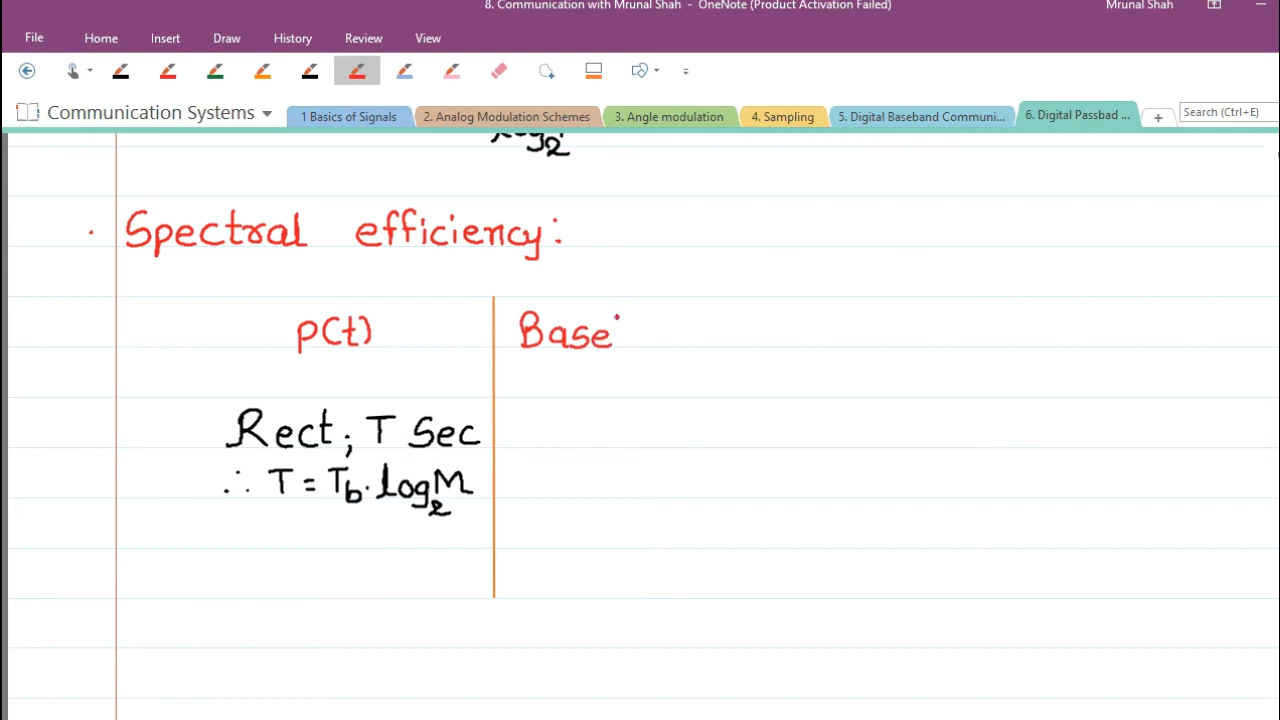 8. Communication with Mrunal Shah - OneNote (Product Activation Failed) Mrunal Shah
File Home Insert Draw History Review View
Communication Systems 1 Basics of Signals 2. Analog Modulation Schemes 3. Angle modulation 4. Sampling 5. Digital Baseband Communi... 6. Digital Passbad ... + Search (Ctrl+E)
log2
. Spectral efficiency:
p(t) Base
Rect; T Sec
∴ T = Tb . log2M